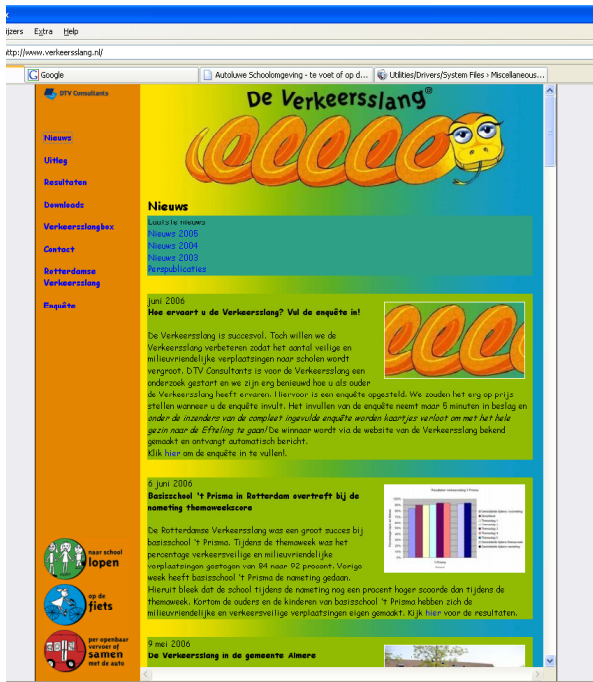 ijzers Extra Help
http://www.verkeersslang.nl/
Google
Autoluwe Schoolomgeving - te voet of op d...
Utilities/Drivers/System Files > Miscellaneous...
DTV Consultants
De Verkeersslang®
Nieuws
Uitleg
Resultaten
Downloads
Verkeersslangbox
Contact
Rotterdamse
Verkeersslang
Enquête
naar school
lopen
op de
fiets
per openbaar
vervoer of
samen
met de auto
Nieuws
Laatste nieuws
Nieuws 2005
Nieuws 2004
Nieuws 2003
Perspublicaties
juni 2006
Hoe ervaart u de Verkeersslang? Vul de enquête in!
De Verkeersslang is succesvol. Toch willen we de
Verkeersslang verbeteren zodat het aantal veilige en
milieuvriendelijke verplaatsingen naar scholen wordt
vergroot. DTV Consultants is voor de Verkeersslang een
onderzoek gestart en we zijn erg benieuwd hoe u als ouder
de Verkeersslang heeft ervaren. Hiervoor is een enquête opgesteld. We zouden het erg op prijs
stellen wanneer u de enquête invult. Het invullen van de enquête neemt maar 5 minuten in beslag en
onder de inzenders van de compleet ingevulde enquête worden kaartjes verloot om met het hele
gezin naar de Efteling te gaan! De winnaar wordt via de website van de Verkeersslang bekend
gemaakt en ontvangt automatisch bericht.
Klik hier om de enquête in te vullen!.
6 juni 2006
Basisschool 't Prisma in Rotterdam overtreft bij de
nameting themaweekscore
De Rotterdamse Verkeersslang was een groot succes bij
basisschool 't Prisma. Tijdens de themaweek was het
percentage verkeersveilige en milieuvriendelijke
verplaatsingen gestegen van 84 naar 92 procent. Vorige
week heeft basisschool 't Prisma de nameting gedaan.
Hieruit bleek dat de school tijdens de nameting nog een procent hoger scoorde dan tijdens de
themaweek. Kortom de ouders en de kinderen van basisschool 't Prisma hebben zich de
milieuvriendelijke en verkeersveilige verplaatsingen eigen gemaakt. Kijk hier voor de resultaten.
9 mei 2006
De Verkeersslang in de gemeente Almere